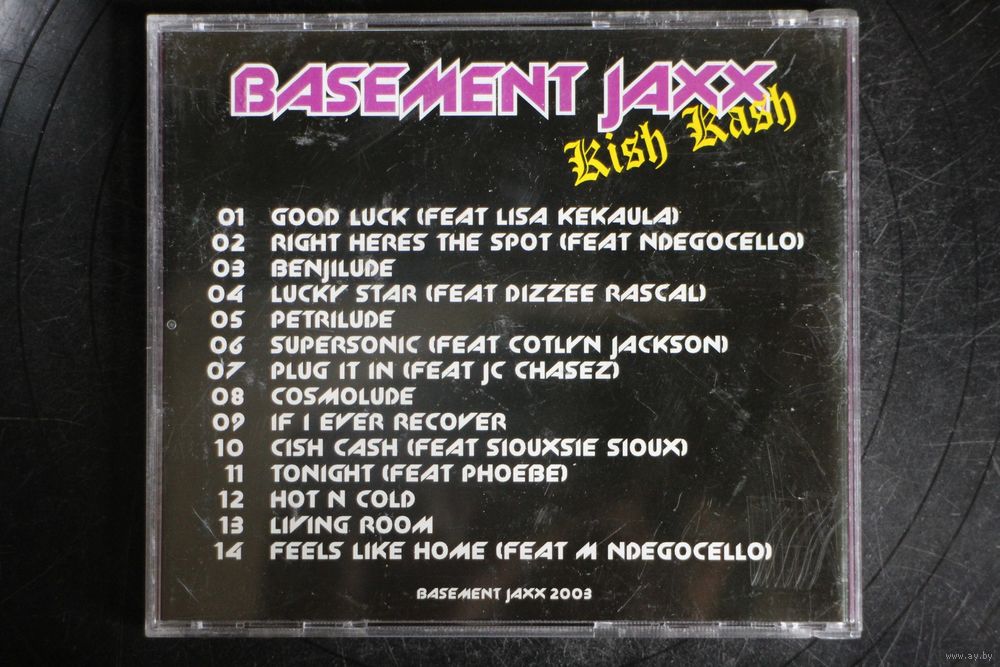 BASEMENT JAXX
Kish Kash
01 GOOD LUCK (FEAT LISA KEKAULA)
02 RIGHT HERES THE SPOT (FEAT NDEGOCELLO)
03 BENJILUDE
04 LUCKY STAR (FEAT DIZZEE RASCAL)
05 PETRILUDE
06 SUPERSONIC (FEAT COTLYN JACKSON)
07 PLUG IT IN (FEAT JC CHASEZ)
08 COSMOLUDE
09 IF I EVER RECOVER
10 CISH CASH (FEAT SIOUXSIE SIOUX)
11 TONIGHT (FEAT PHOEBE)
12 HOT N COLD
13 LIVING ROOM
14 FEELS LIKE HOME (FEAT M NDEGOCELLO)
BASEMENT JAXX 2003
www.ay.by